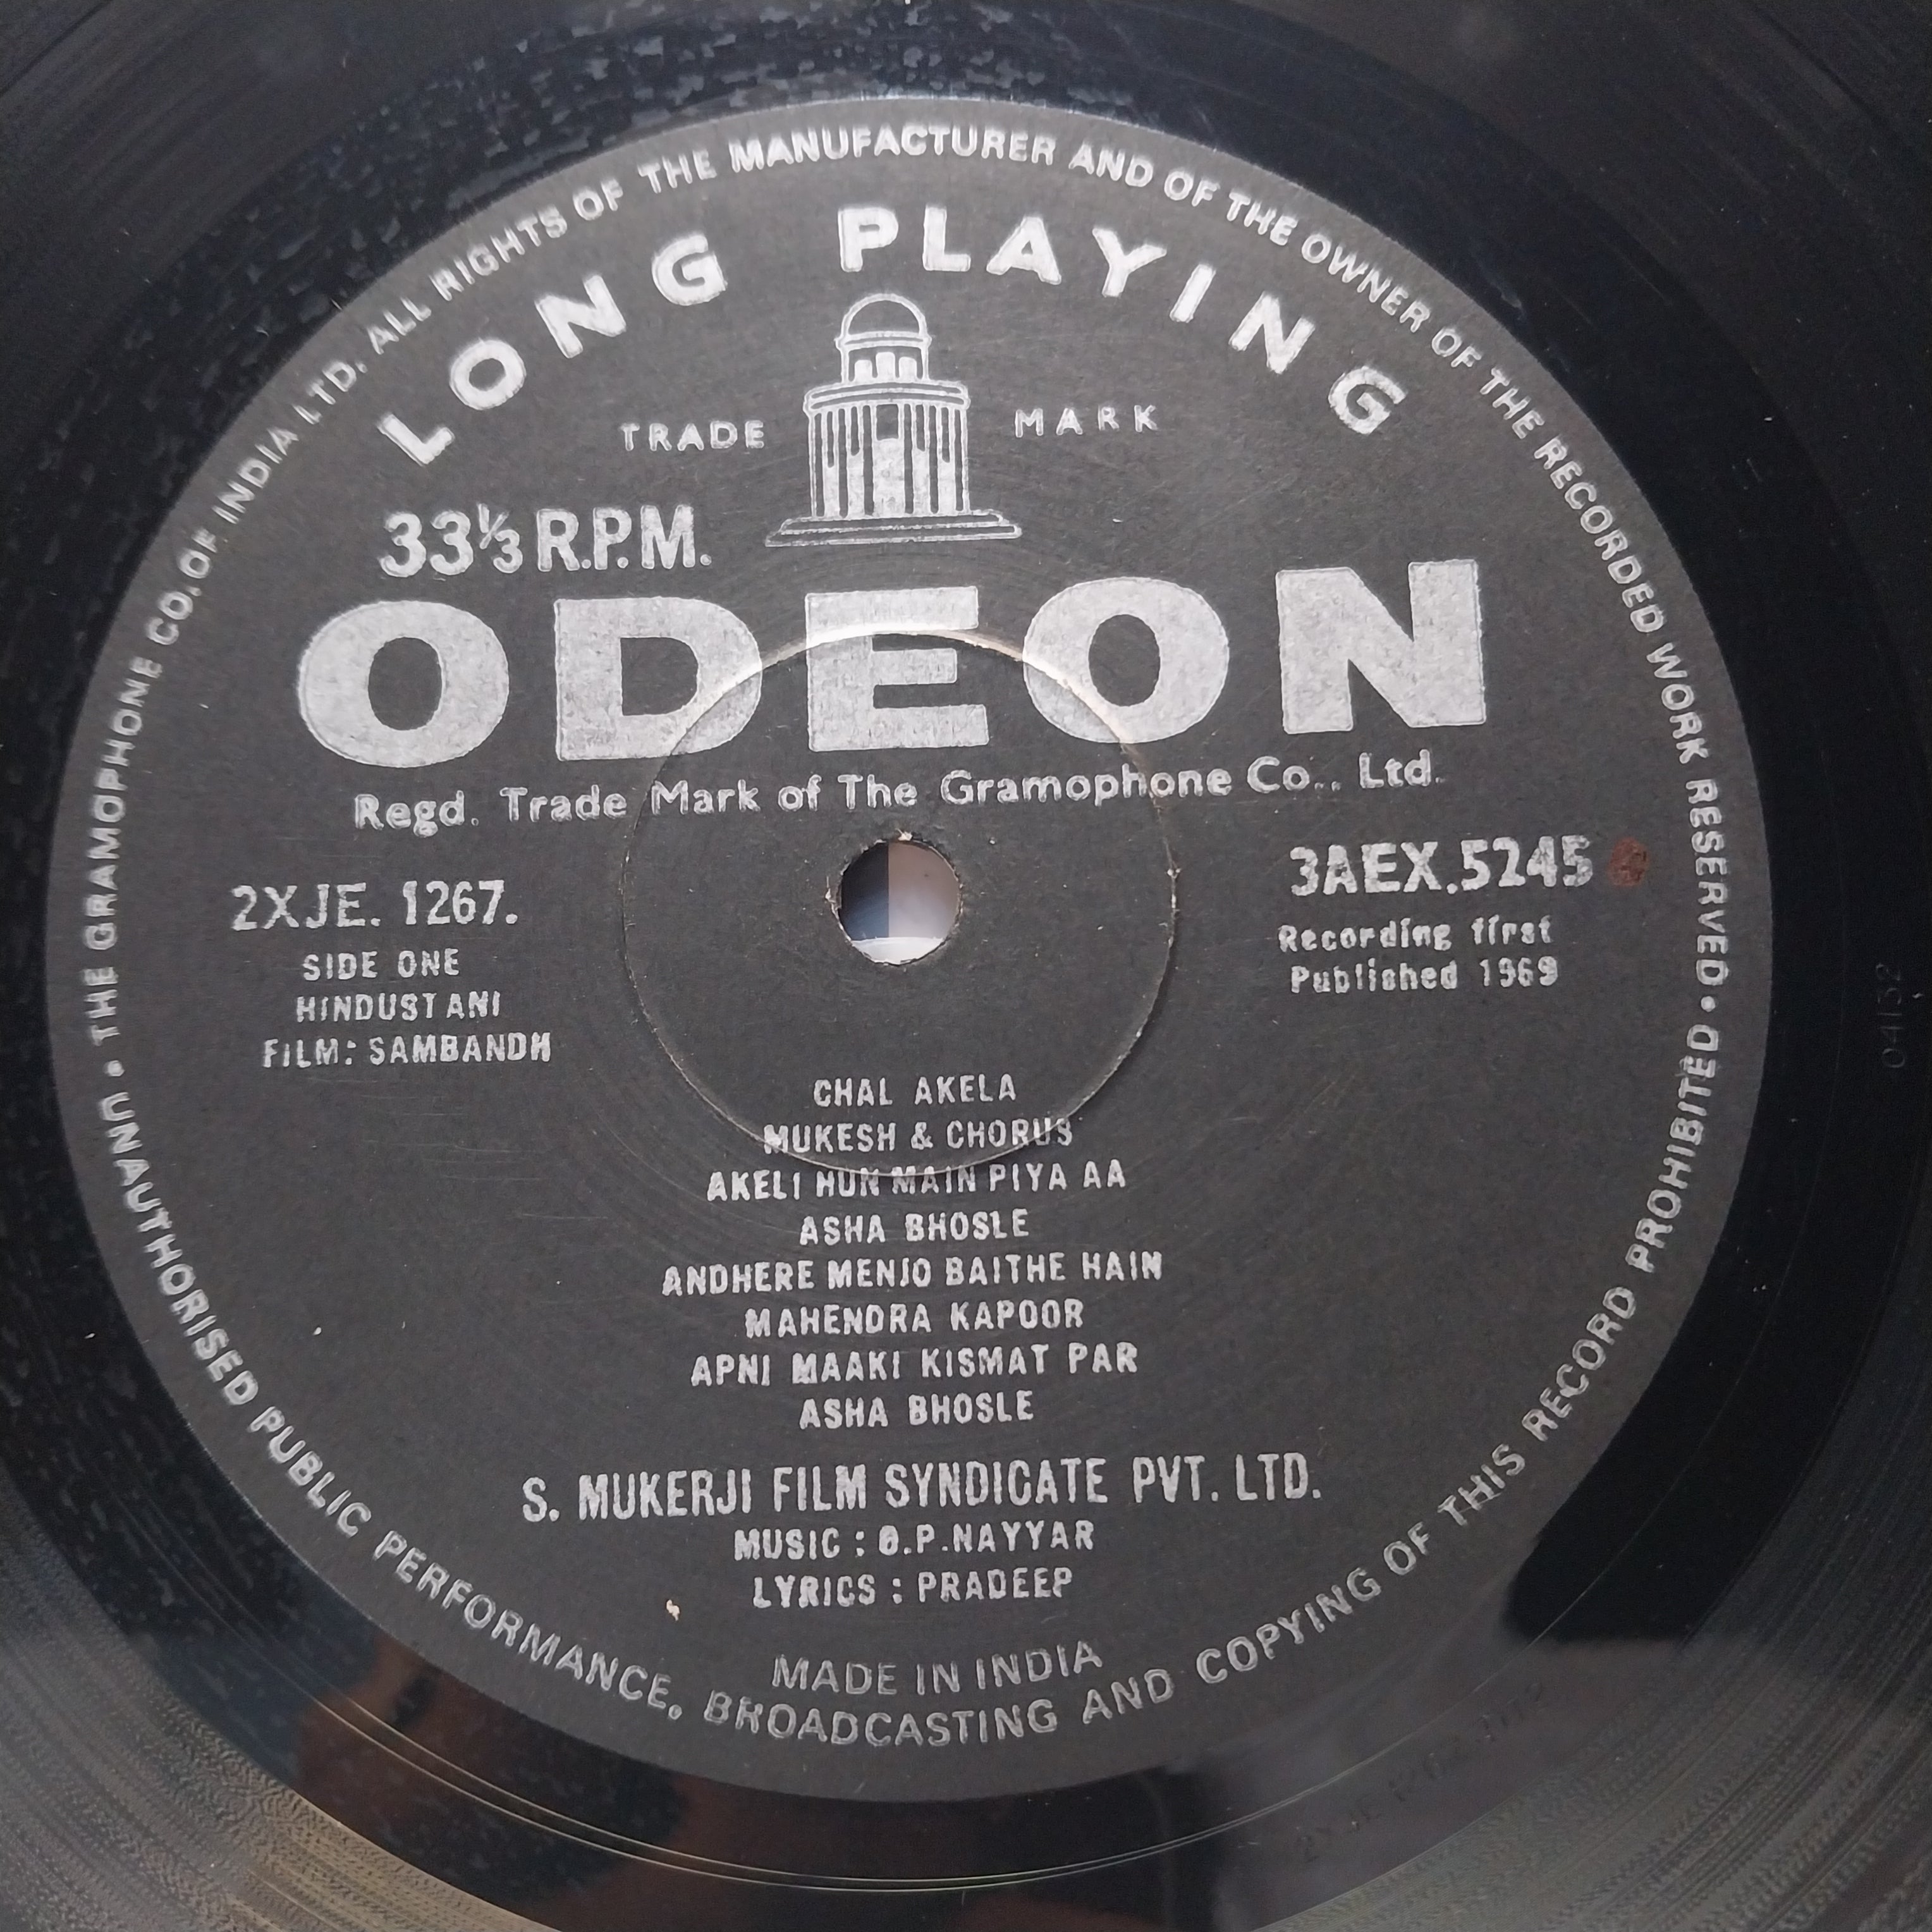 THE GRAMOPHONE CO. OF INDIA LTD. ALL RIGHTS OF THE MANUFACTURER AND OF THE OWNER OF THE RECORDED WORK RESERVED • UNAUTHORISED PUBLIC PERFORMANCE, BROADCASTING AND COPYING OF THIS RECORD PROHIBITED •
LONG PLAYING
TRADE MARK
33⅓ R.P.M.
ODEON
Regd. Trade Mark of The Gramophone Co., Ltd.
2XJE. 1267.
SIDE ONE
HINDUSTANI
FILM: SAMBANDH
3AEX.5245
Recording first
Published 1969
CHAL AKELA
MUKESH & CHORUS
AKELI HUN MAIN PIYA AA
ASHA BHOSLE
ANDHERE MENJO BAITHE HAIN
MAHENDRA KAPOOR
APNI MAAKI KISMAT PAR
ASHA BHOSLE
S. MUKERJI FILM SYNDICATE PVT. LTD.
MUSIC : O.P.NAYYAR
LYRICS : PRADEEP
MADE IN INDIA